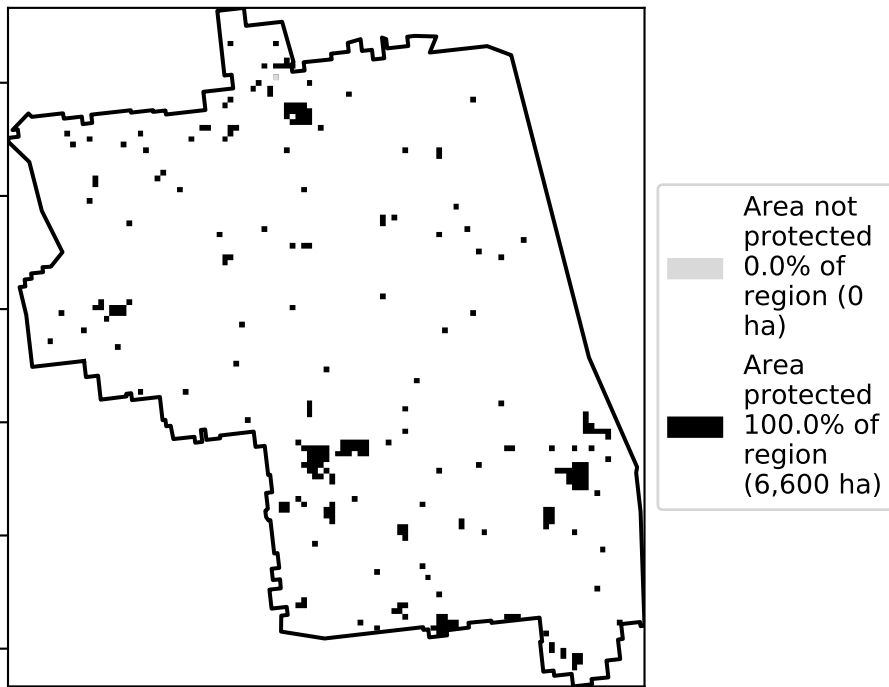 Area not
protected
0.0% of
region (0
ha)
Area
protected
100.0% of
region
(6,600 ha)